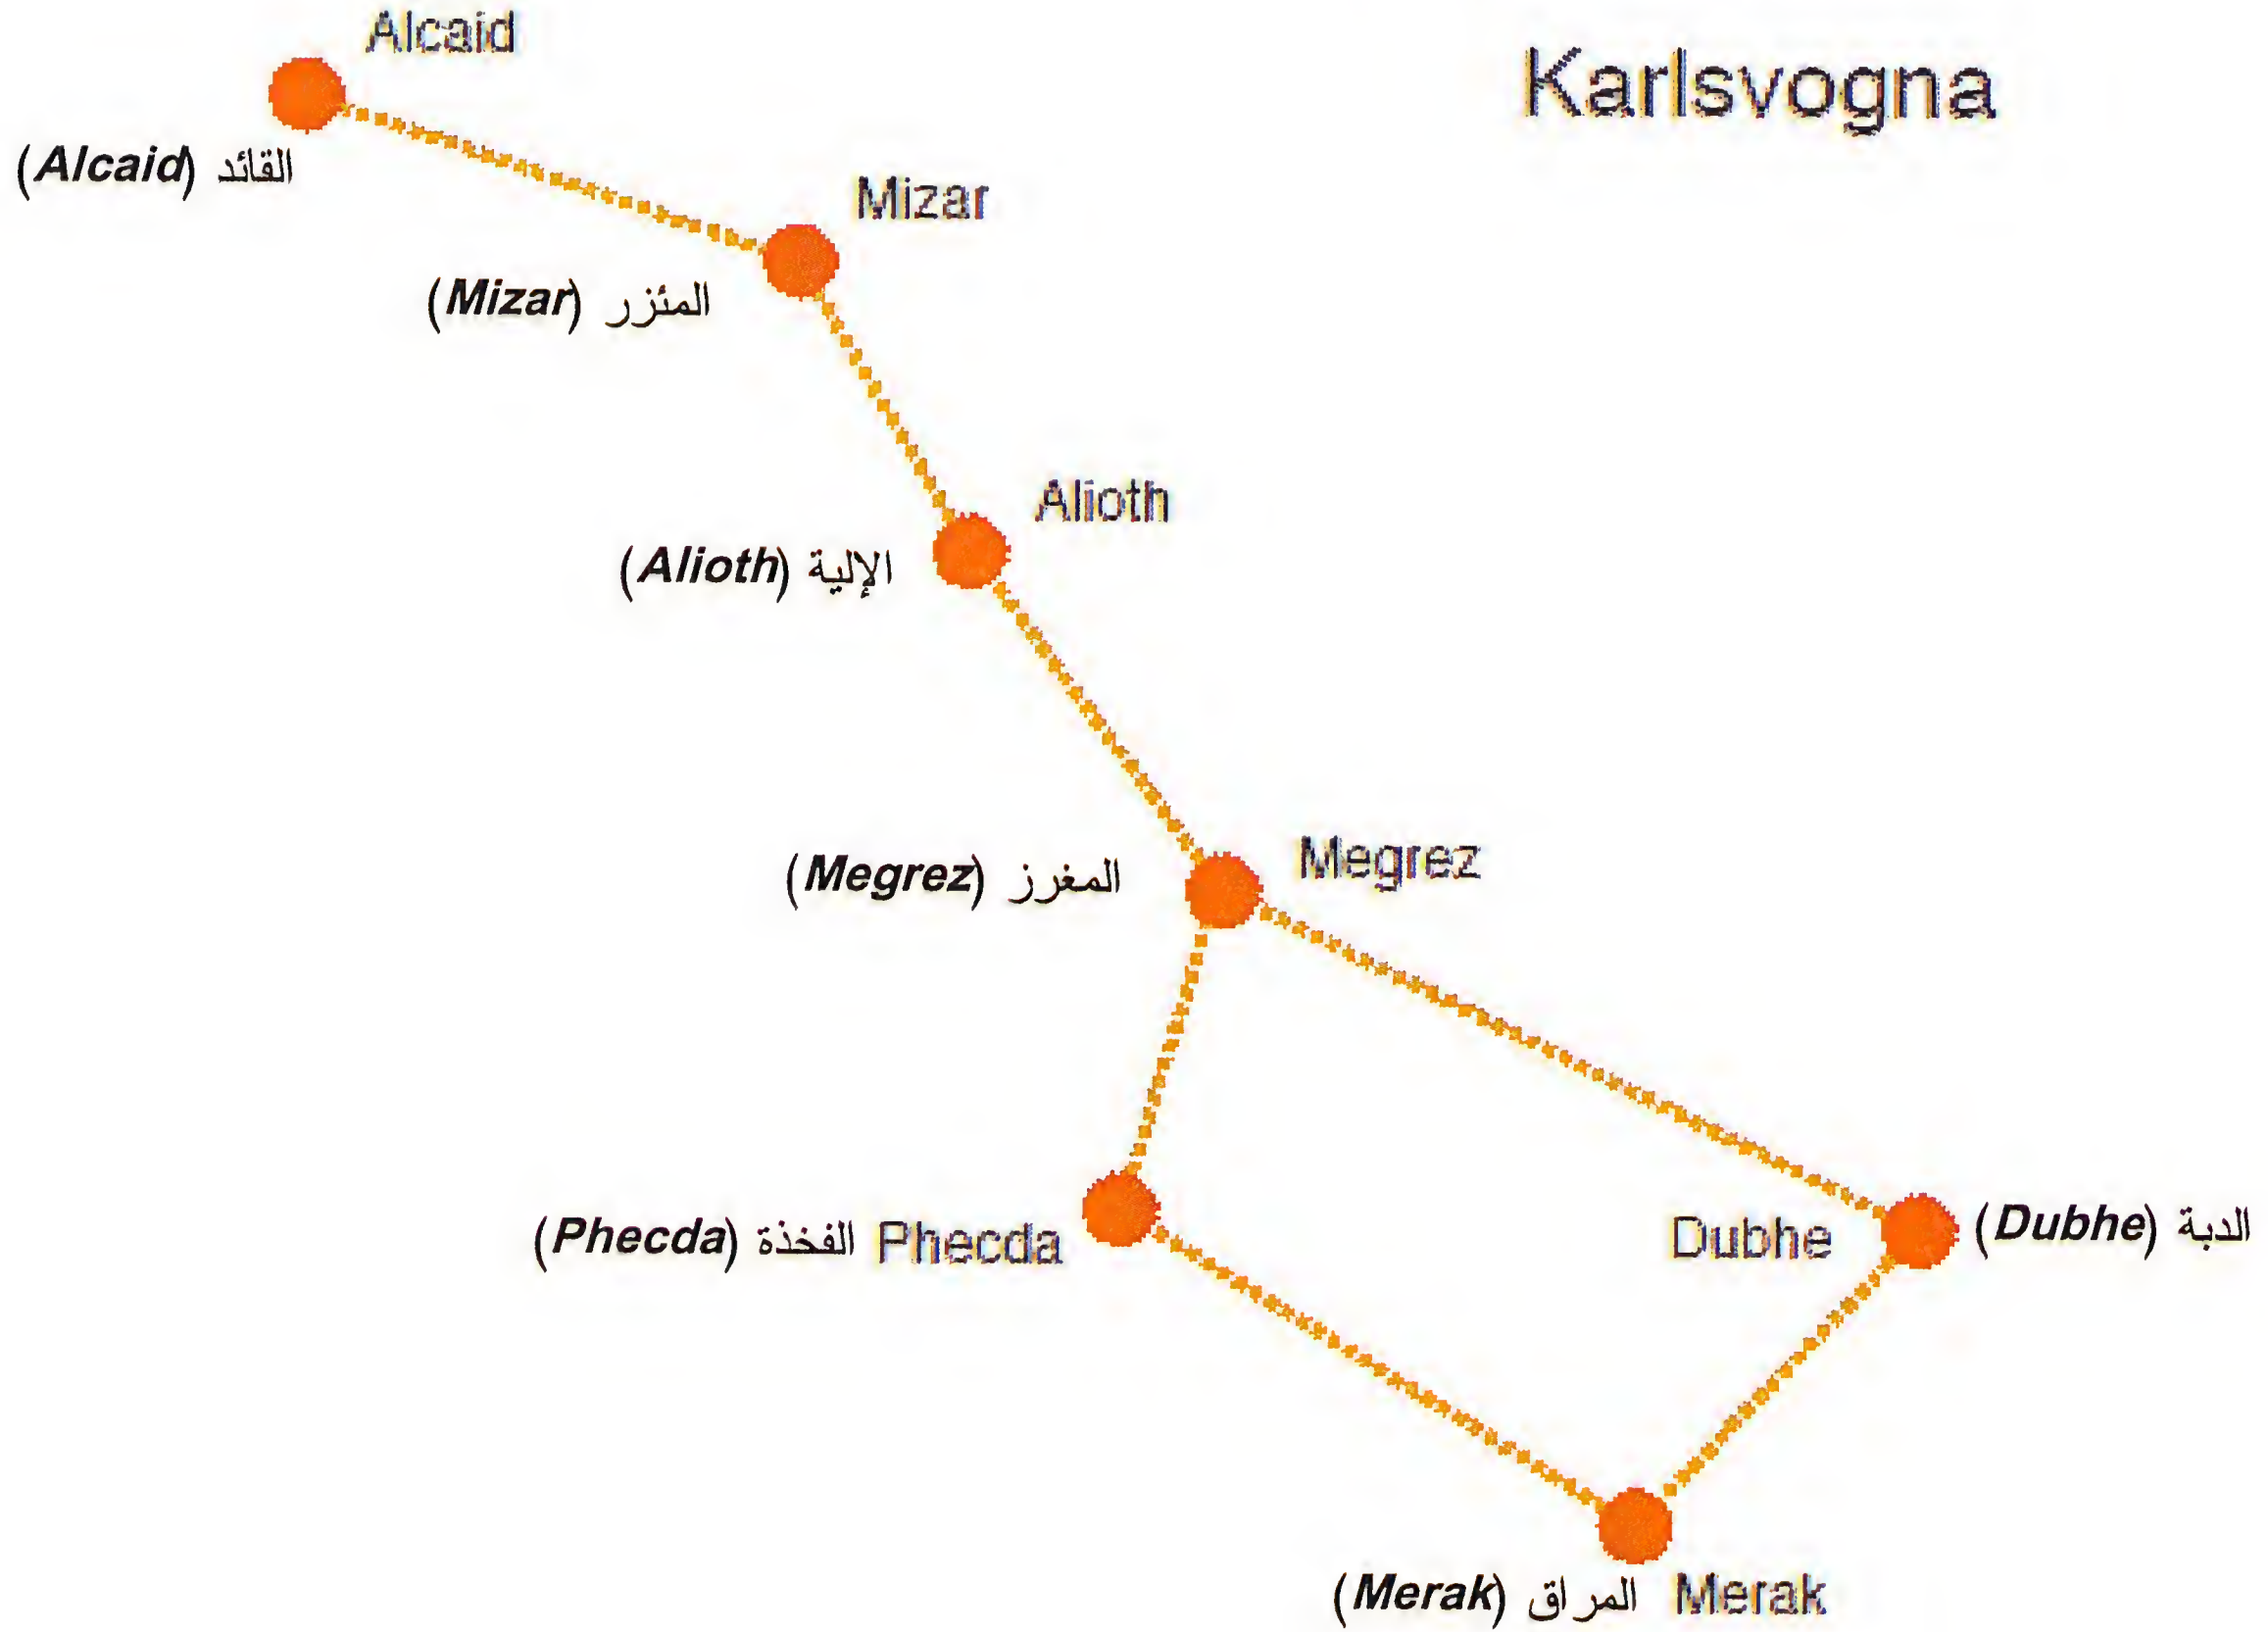 Alcaid
Karlsvogna
القائد (Alcaid)
Mizar
المئزر (Mizar)
Alioth
الإلية (Alioth)
Megrez
المغرز (Megrez)
الفخذة (Phecda)
Phecda
Dubhe
الدبة (Dubhe)
المراق (Merak)
Merak